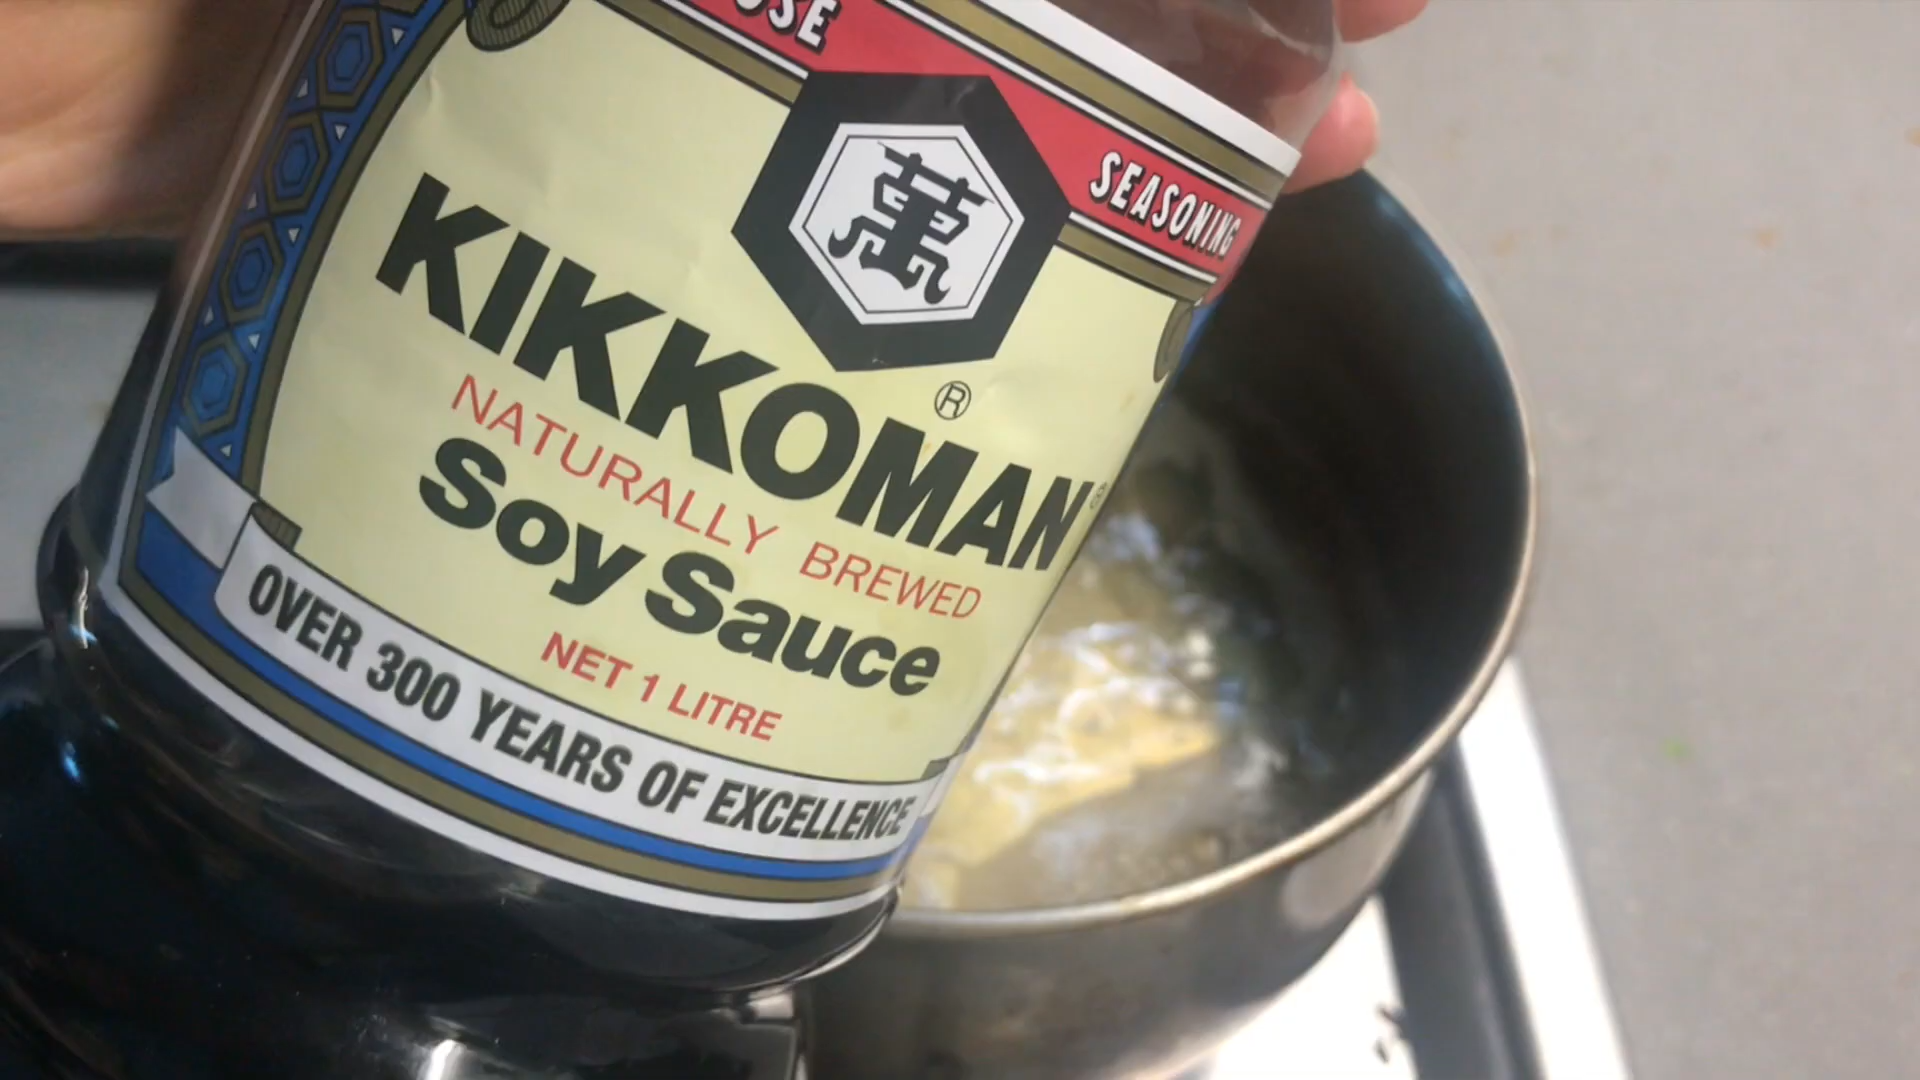 SEASONING
萬
KIKKOMAN®
NATURALLY BREWED
Soy Sauce
NET 1 LITRE
OVER 300 YEARS OF EXCELLENCE